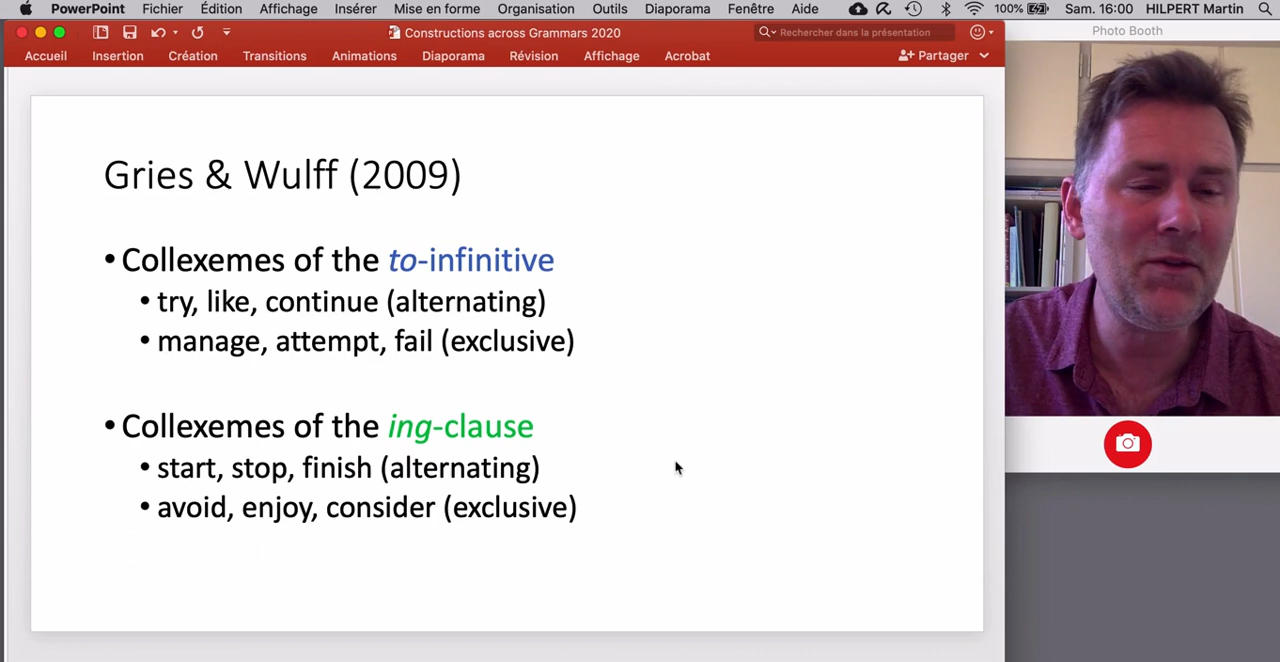 PowerPoint Fichier Édition Affichage Insérer Mise en forme Organisation Outils Diaporama Fenêtre Aide 100% Sam. 16:00 HILPERT Martin
Constructions across Grammars 2020
Rechercher dans la présentation
Photo Booth
Accueil Insertion Création Transitions Animations Diaporama Révision Affichage Acrobat Partager
Gries & Wulff (2009)
• Collexemes of the to-infinitive
• try, like, continue (alternating)
• manage, attempt, fail (exclusive)
• Collexemes of the ing-clause
• start, stop, finish (alternating)
• avoid, enjoy, consider (exclusive)